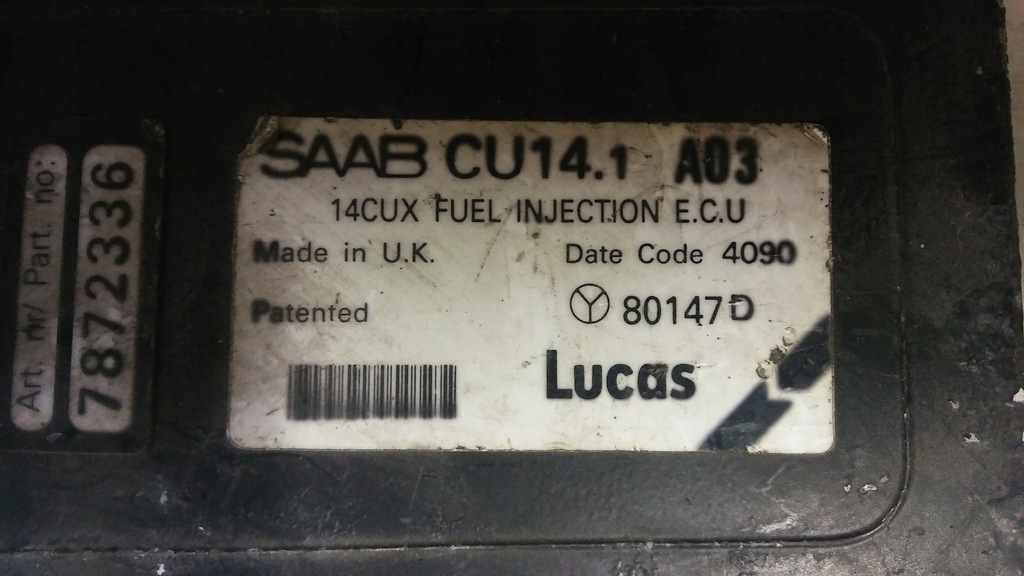 Art. nr/ Part. no:
7872336
SAAB CU14.1 A03
14CUX FUEL INJECTION E.C.U
Made in U.K. Date Code 4090
Patented 80147D
Lucas